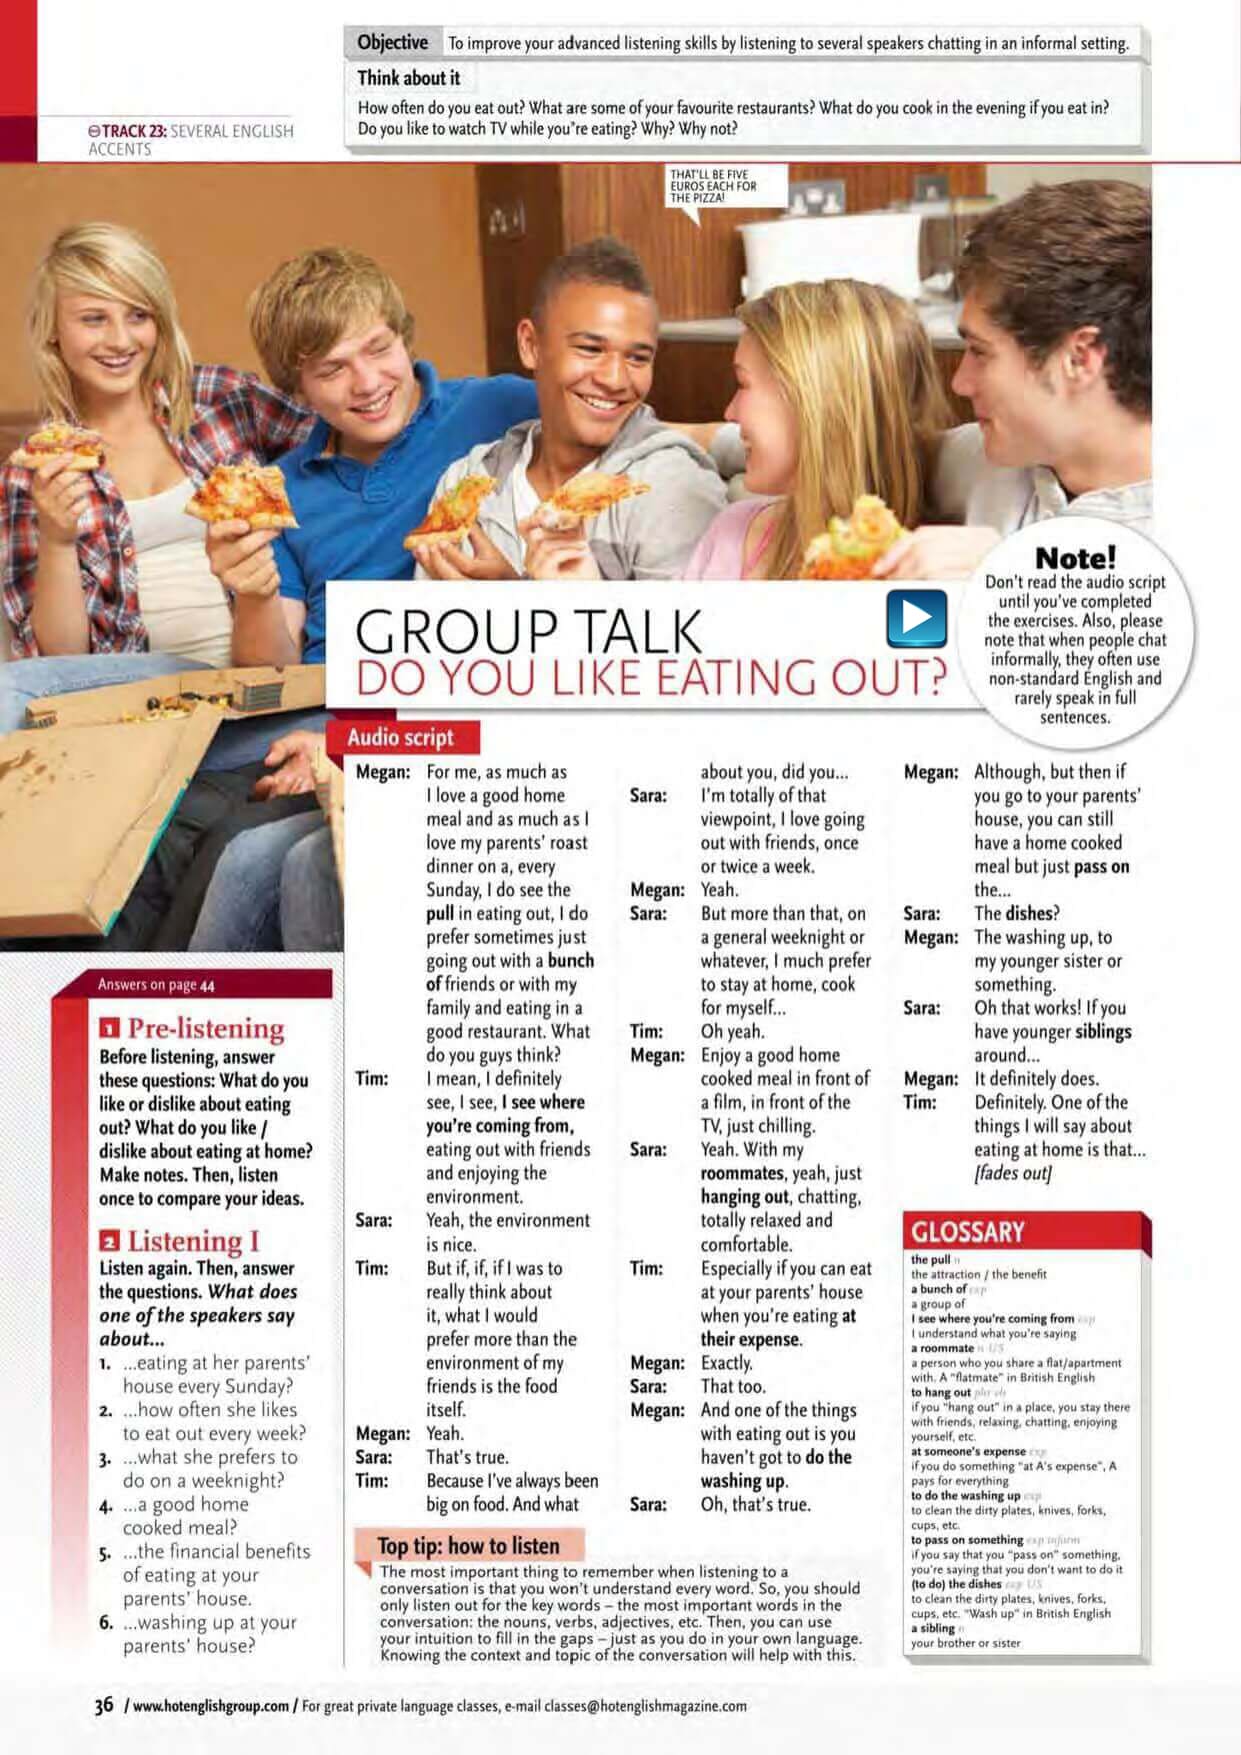 Objective To improve your advanced listening skills by listening to several speakers chatting in an informal setting.
Think about it
How often do you eat out? What are some of your favourite restaurants? What do you cook in the evening if you eat in?
Do you like to watch TV while you're eating? Why? Why not?
TRACK 23: SEVERAL ENGLISH
ACCENTS
THAT'LL BE FIVE
EUROS EACH FOR
THE PIZZA!
Note!
Don't read the audio script
until you've completed
the exercises. Also, please
note that when people chat
informally, they often use
non-standard English and
rarely speak in full
sentences.
GROUP TALK
DO YOU LIKE EATING OUT?
Answers on page 44
1 Pre-listening
Before listening, answer
these questions: What do you
like or dislike about eating
out? What do you like /
dislike about eating at home?
Make notes. Then, listen
once to compare your ideas.
2 Listening I
Listen again. Then, answer
the questions. What does
one of the speakers say
about...
1. ...eating at her parents'
house every Sunday?
2. ...how often she likes
to eat out every week?
3. ...what she prefers to
do on a weeknight?
4. ...a good home
cooked meal?
5. ...the financial benefits
of eating at your
parents' house.
6. ...washing up at your
parents' house?
Audio script
Megan: For me, as much as
I love a good home
meal and as much as I
love my parents' roast
dinner on a, every
Sunday, I do see the
pull in eating out, I do
prefer sometimes just
going out with a bunch
of friends or with my
family and eating in a
good restaurant. What
do you guys think?
Tim: I mean, I definitely
see, I see, I see where
you're coming from,
eating out with friends
and enjoying the
environment.
Sara: Yeah, the environment
is nice.
Tim: But if, if, if I was to
really think about
it, what I would
prefer more than the
environment of my
friends is the food
itself.
Megan: Yeah.
Sara: That's true.
Tim: Because I've always been
big on food. And what
about you, did you...
Sara: I'm totally of that
viewpoint, I love going
out with friends, once
or twice a week.
Megan: Yeah.
Sara: But more than that, on
a general weeknight or
whatever, I much prefer
to stay at home, cook
for myself...
Tim: Oh yeah.
Megan: Enjoy a good home
cooked meal in front of
a film, in front of the
TV, just chilling.
Sara: Yeah. With my
roommates, yeah, just
hanging out, chatting,
totally relaxed and
comfortable.
Tim: Especially if you can eat
at your parents' house
when you're eating at
their expense.
Megan: Exactly.
Sara: That too.
Megan: And one of the things
with eating out is you
haven't got to do the
washing up.
Sara: Oh, that's true.
Megan: Although, but then if
you go to your parents'
house, you can still
have a home cooked
meal but just pass on
the...
Sara: The dishes?
Megan: The washing up, to
my younger sister or
something.
Sara: Oh that works! If you
have younger siblings
around...
Megan: It definitely does.
Tim: Definitely. One of the
things I will say about
eating at home is that...
[fades out]
Top tip: how to listen
The most important thing to remember when listening to a
conversation is that you won't understand every word. So, you should
only listen out for the key words – the most important words in the
conversation: the nouns, verbs, adjectives, etc. Then, you can use
your intuition to fill in the gaps – just as you do in your own language.
Knowing the context and topic of the conversation will help with this.
GLOSSARY
the pull n
the attraction / the benefit
a bunch of exp
a group of
I see where you're coming from exp
I understand what you're saying
a roommate n US
a person who you share a flat/apartment
with. A "flatmate" in British English
to hang out phr vb
if you "hang out" in a place, you stay there
with friends, relaxing, chatting, enjoying
yourself, etc.
at someone's expense exp
if you do something "at A's expense", A
pays for everything
to do the washing up exp
to clean the dirty plates, knives, forks,
cups, etc.
to pass on something exp inform
if you say that you "pass on" something,
you're saying that you don't want to do it
(to do) the dishes exp US
to clean the dirty plates, knives, forks,
cups, etc. "Wash up" in British English
a sibling n
your brother or sister
36 / www.hotenglishgroup.com / For great private language classes, e-mail classes@hotenglishmagazine.com